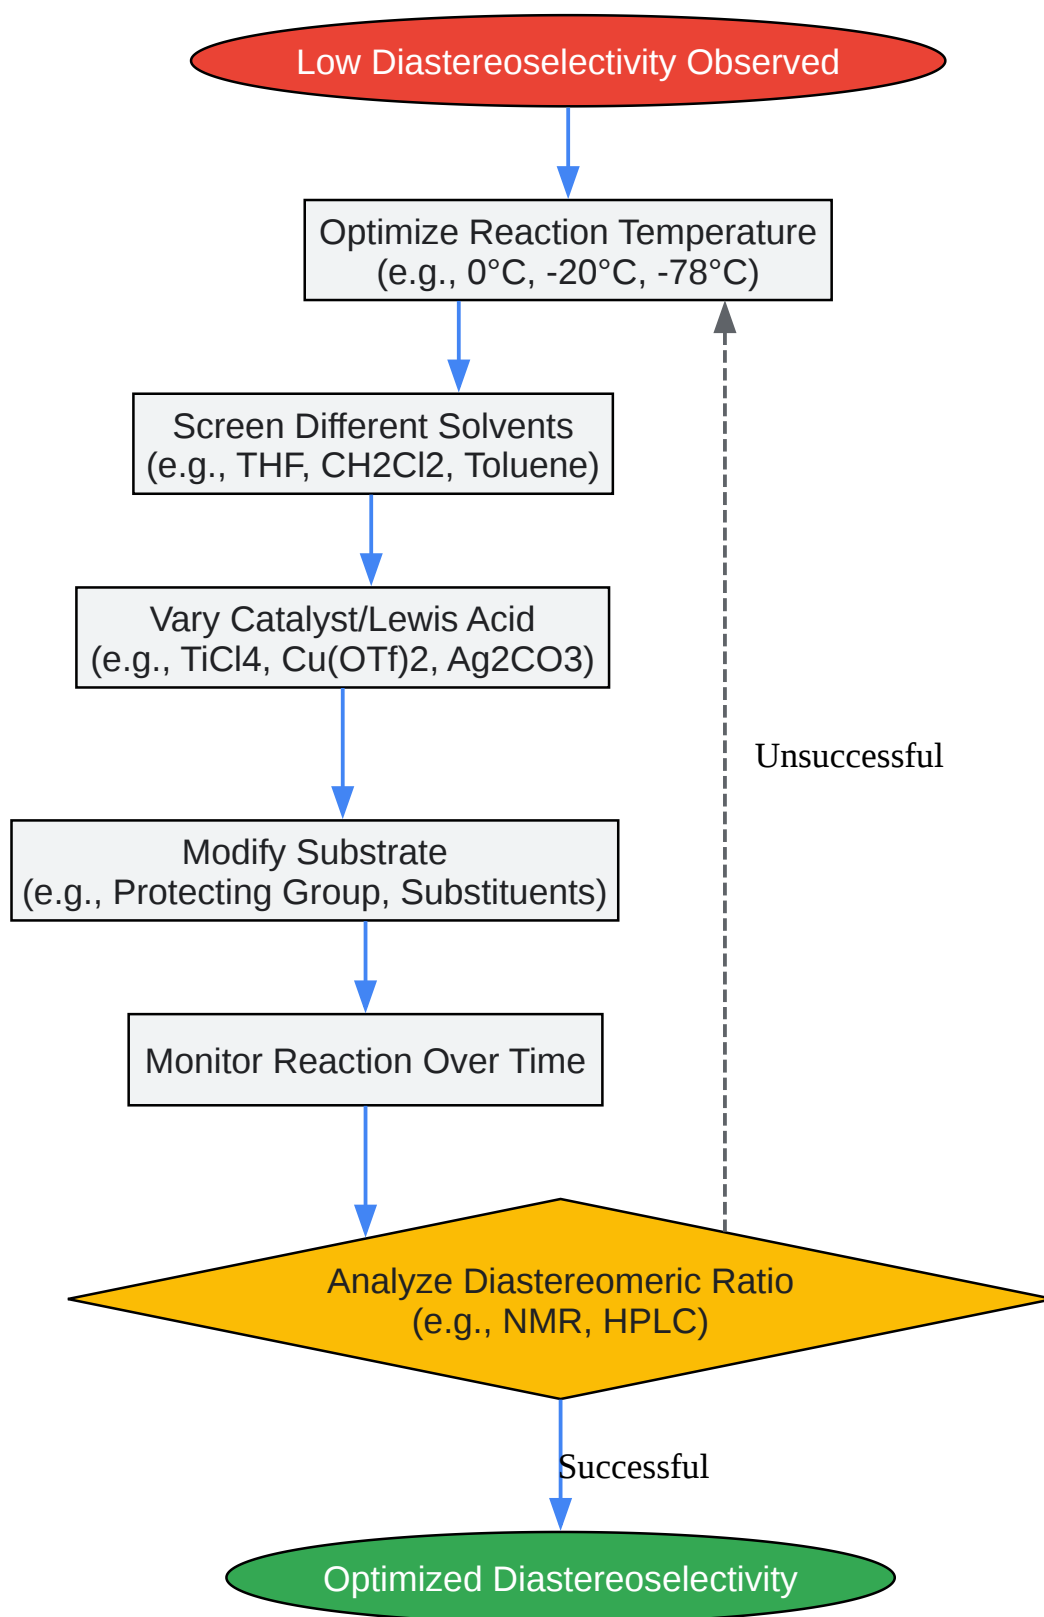 Low Diastereoselectivity Observed
Optimize Reaction Temperature
(e.g., 0°C, -20°C, -78°C)
Screen Different Solvents
(e.g., THF, CH2Cl2, Toluene)
Vary Catalyst/Lewis Acid
(e.g., TiCl4, Cu(OTf)2, Ag2CO3)
Unsuccessful
Modify Substrate
(e.g., Protecting Group, Substituents)
Monitor Reaction Over Time
Analyze Diastereomeric Ratio
(e.g., NMR, HPLC)
Successful
Optimized Diastereoselectivity